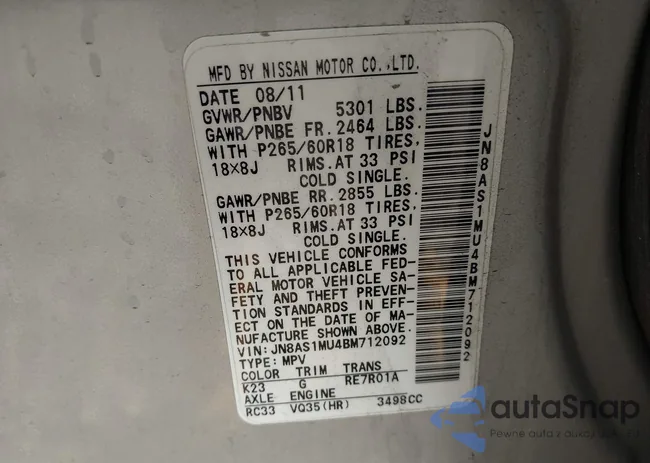 MFD BY NISSAN MOTOR CO.,LTD.
DATE 08/11
GVWR/PNBV 5301 LBS.
GAWR/PNBE FR. 2464 LBS.
WITH P265/60R18 TIRES,
18×8J RIMS.AT 33 PSI
COLD SINGLE.
GAWR/PNBE RR. 2855 LBS.
WITH P265/60R18 TIRES,
18×8J RIMS.AT 33 PSI
COLD SINGLE.
THIS VEHICLE CONFORMS
TO ALL APPLICABLE FED-
ERAL MOTOR VEHICLE SA-
FETY AND THEFT PREVEN-
TION STANDARDS IN EFF-
ECT ON THE DATE OF MA-
NUFACTURE SHOWN ABOVE.
VIN: JN8AS1MU4BM712092
TYPE: MPV
COLOR TRIM TRANS
K23 G RE7R01A
AXLE ENGINE
RC33 VQ35(HR) 3498CC
JN8AS1MU4BM712092
autaSnap
Pewne auta z aukcji